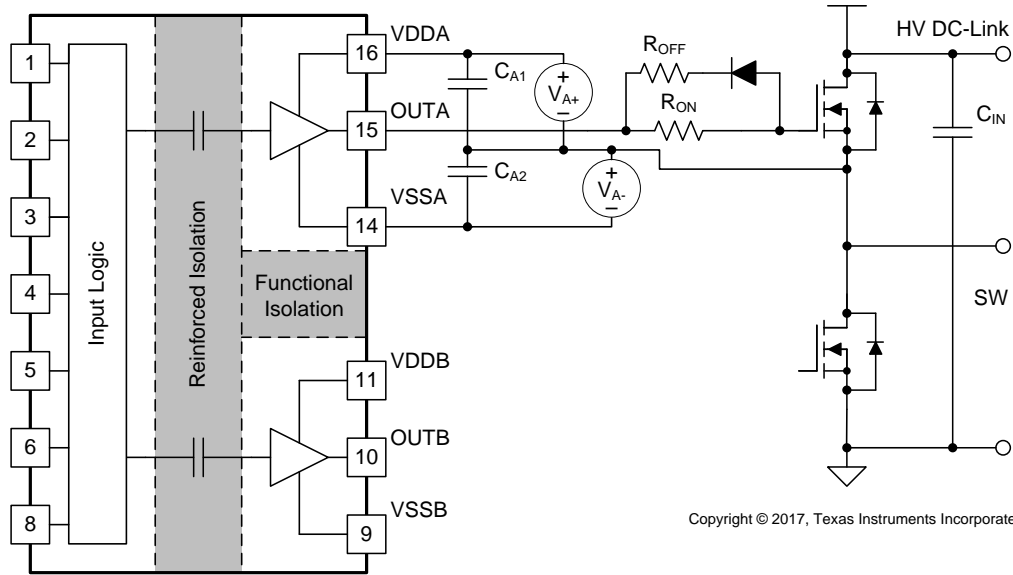 VDDA
HV DC-Link
1
16
CA1
+
VA+
–
ROFF
RON
CIN
OUTA
2
15
CA2
+
VA-
–
3
VSSA
14
Input Logic
Reinforced Isolation
Functional
Isolation
4
SW
5
VDDB
11
6
OUTB
10
8
VSSB
9
Copyright © 2017, Texas Instruments Incorporate